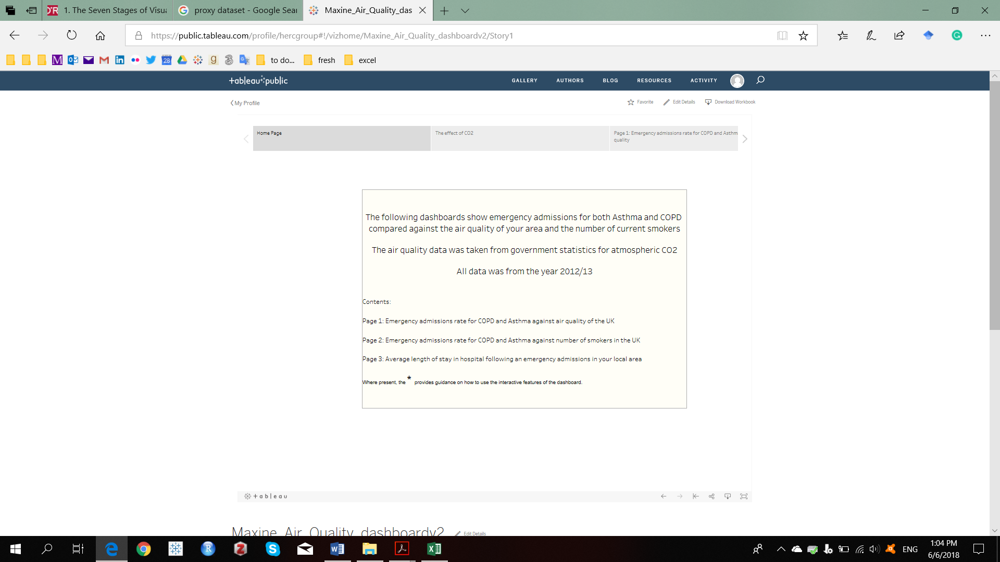 1. The Seven Stages of Visua
proxy dataset - Google Sear
Maxine_Air_Quality_das
https://public.tableau.com/profile/hercgroup#!/vizhome/Maxine_Air_Quality_dashboardv2/Story1
to do...
fresh
excel
+ableau+public
GALLERY
AUTHORS
BLOG
RESOURCES
ACTIVITY
My Profile
Favorite
Edit Details
Download Workbook
Home Page
The effect of CO2
Page 1: Emergency admissions rate for COPD and Asthm
quality
The following dashboards show emergency admissions for both Asthma and COPD
compared against the air quality of your area and the number of current smokers
The air quality data was taken from government statistics for atmospheric CO2
All data was from the year 2012/13
Contents:
Page 1: Emergency admissions rate for COPD and Asthma against air quality of the UK
Page 2: Emergency admissions rate for COPD and Asthma against number of smokers in the UK
Page 3: Average length of stay in hospital following an emergency admissions in your local area
Where present, the * provides guidance on how to use the interactive features of the dashboard.
+ableau
Maxine_Air_Quality_dashboardv2
Edit Details
ENG
1:04 PM
6/6/2018